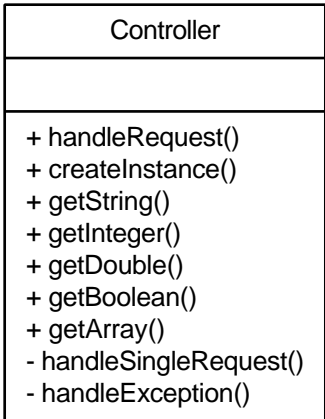 Controller
+ handleRequest()
+ createInstance()
+ getString()
+ getInteger()
+ getDouble()
+ getBoolean()
+ getArray()
- handleSingleRequest()
- handleException()